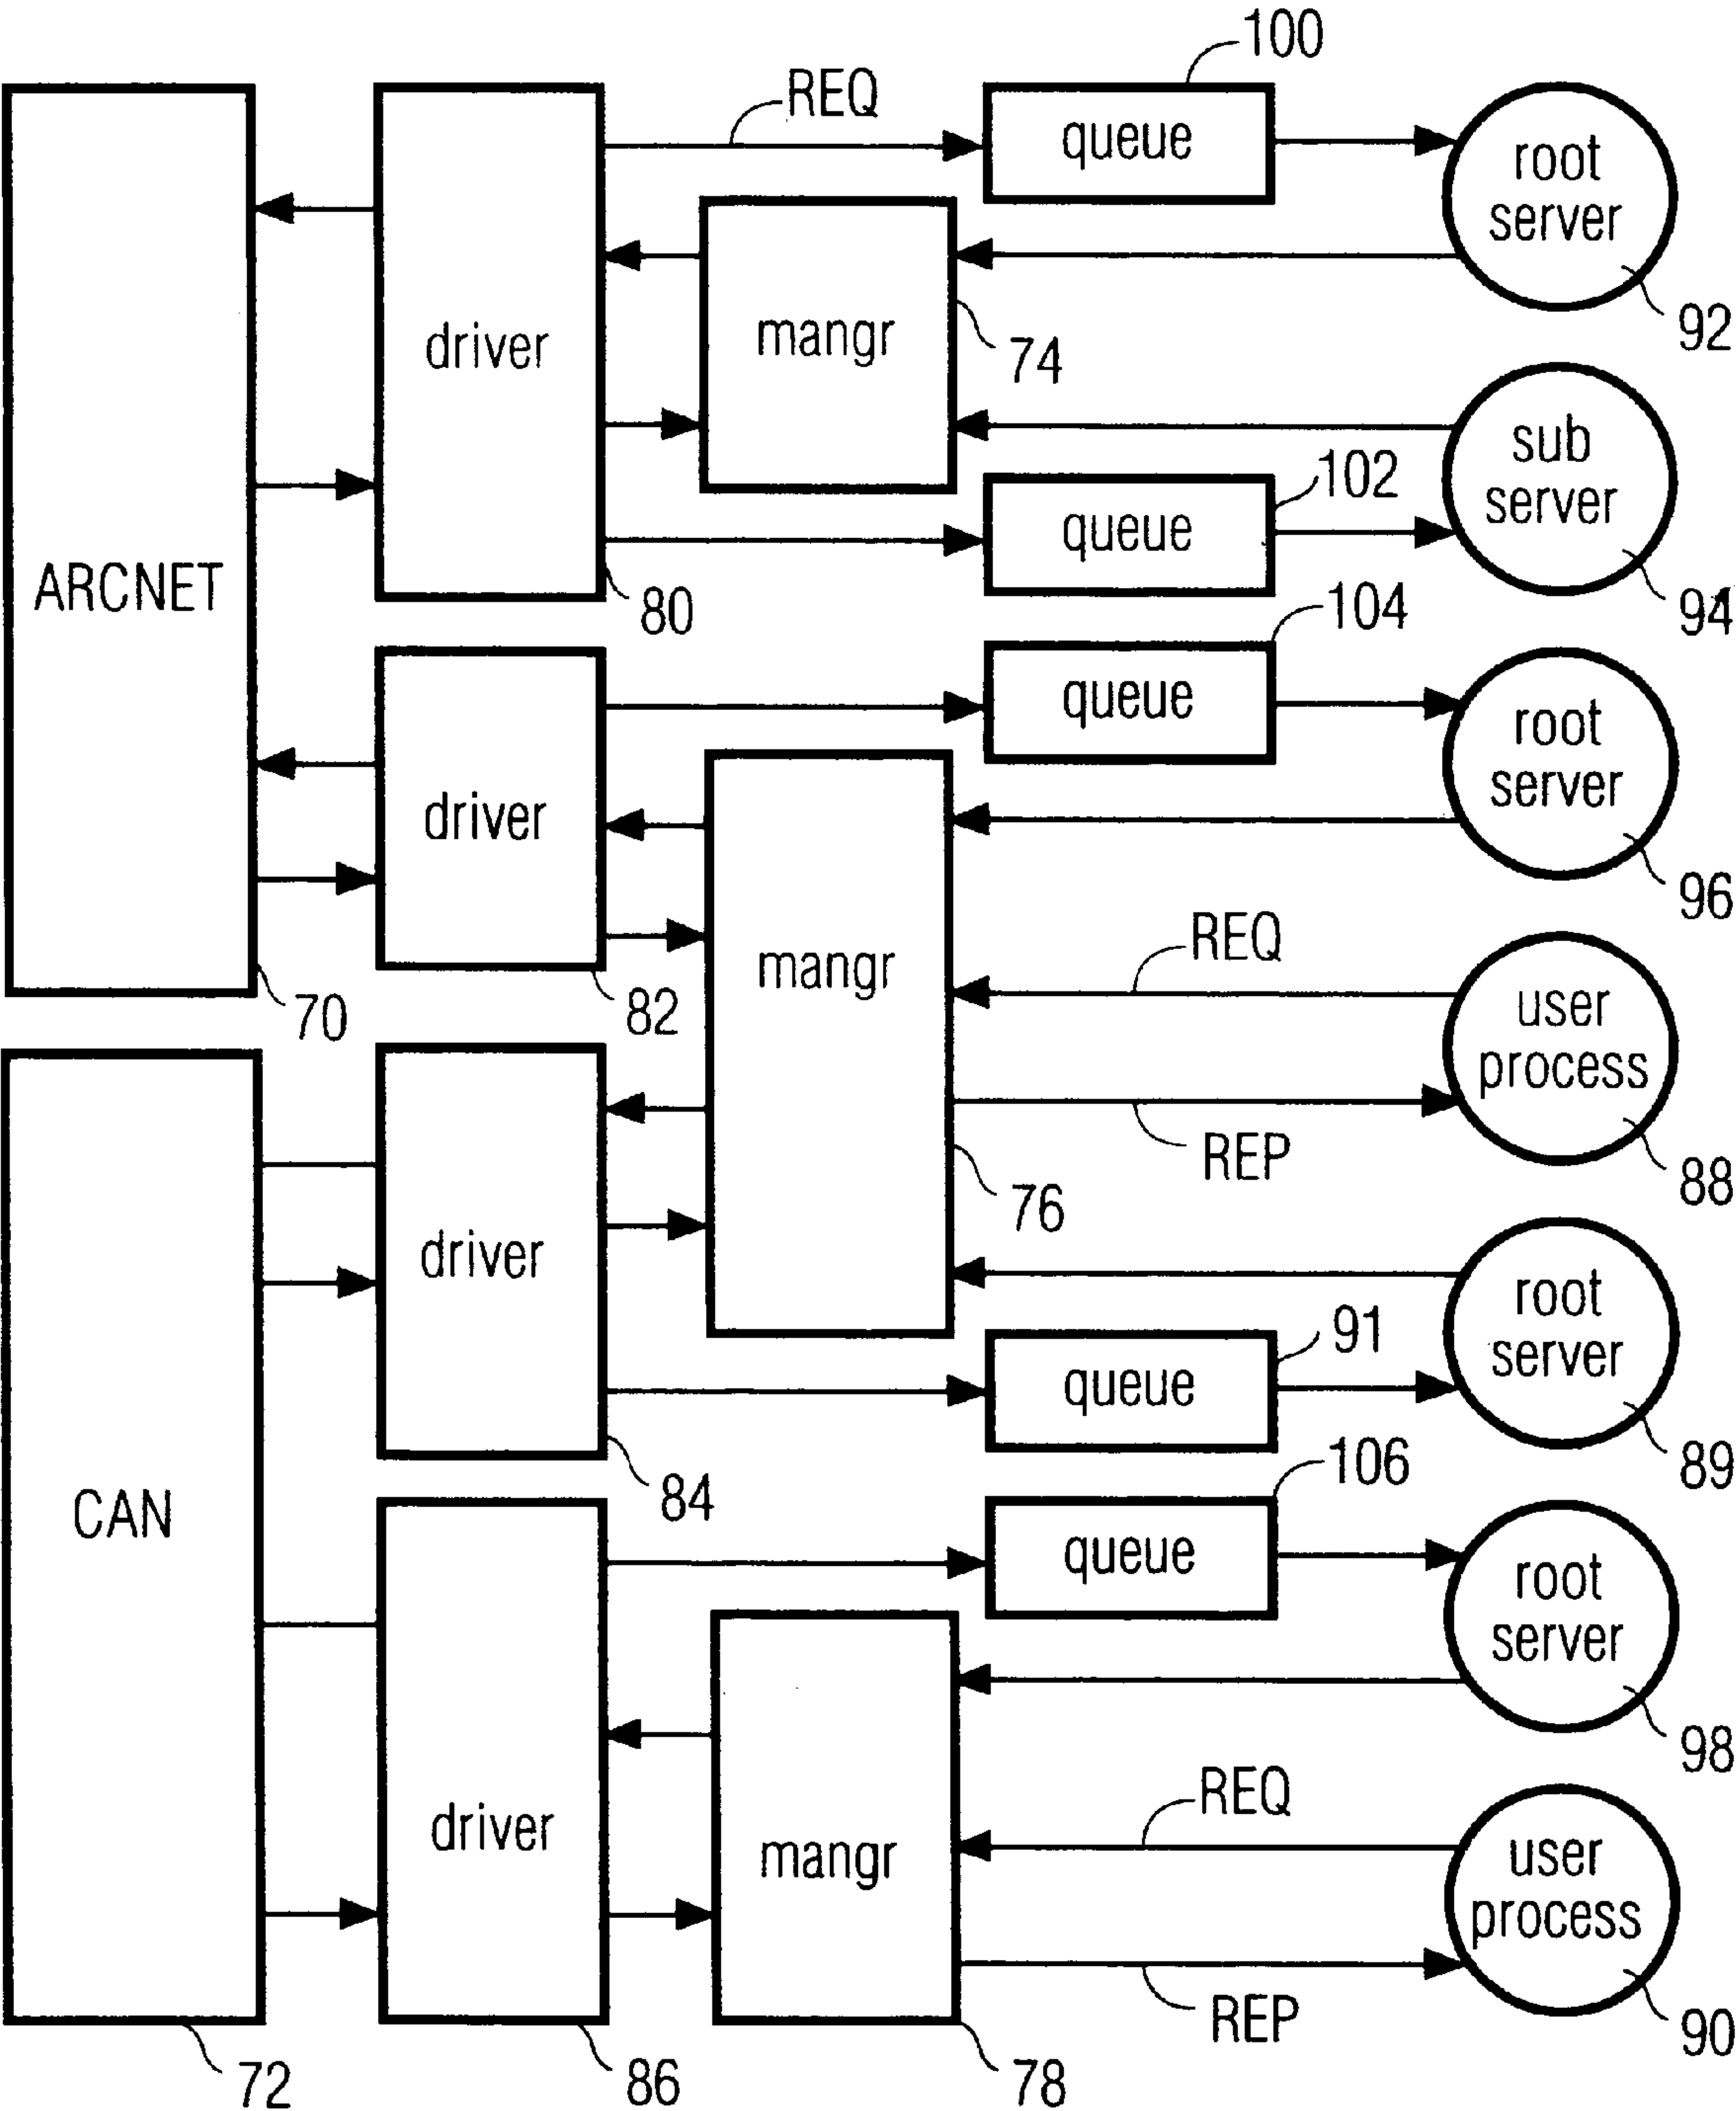 100
REQ
queue
root
server
92
driver
mangr
74
sub
server
94
102
queue
80
ARCNET
104
queue
root
server
96
driver
mangr
REQ
user
process
88
82
70
REP
76
driver
root
server
89
91
queue
84
CAN
106
queue
root
server
98
driver
mangr
REQ
user
process
90
REP
72
86
78